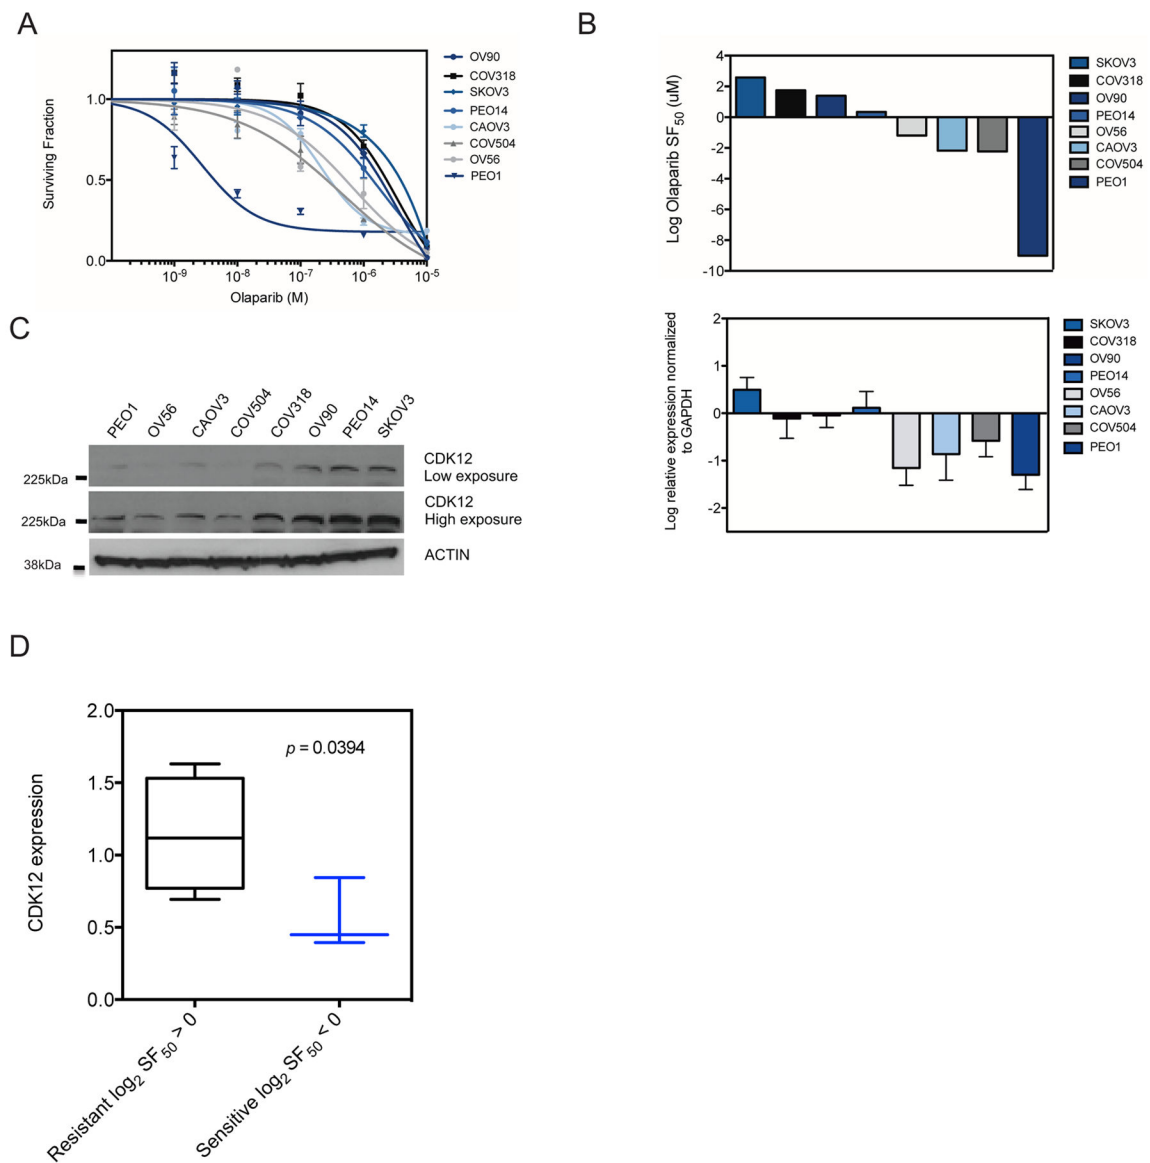 A
Surviving Fraction
1.0
0.5
0.0
10-9
10-8
10-7
10-6
10-5
Olaparib (M)
OV90
COV318
SKOV3
PEO14
CAOV3
COV504
OV56
PEO1
B
Log Olaparib SF50 (uM)
4
2
0
-2
-4
-6
-8
-10
SKOV3
COV318
OV90
PEO14
OV56
CAOV3
COV504
PEO1
Log relative expression normalized
to GAPDH
2
1
0
-1
-2
SKOV3
COV318
OV90
PEO14
OV56
CAOV3
COV504
PEO1
C
PEO1
OV56
CAOV3
COV504
COV318
OV90
PEO14
SKOV3
225kDa
CDK12
Low exposure
225kDa
CDK12
High exposure
38kDa
ACTIN
D
CDK12 expression
2.0
1.5
1.0
0.5
0.0
p = 0.0394
Resistant log2 SF50 > 0
Sensitive log2 SF50 < 0